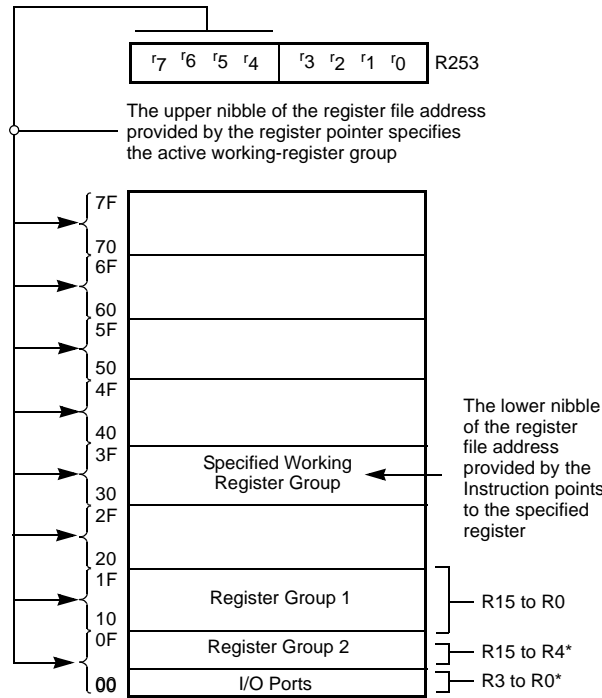 r7 r6 r5 r4 r3 r2 r1 r0 R253
The upper nibble of the register file address
provided by the register pointer specifies
the active working-register group
7F
70
6F
60
5F
50
4F
40
3F
30
2F
20
1F
10
0F
00
Specified Working
Register Group
The lower nibble
of the register
file address
provided by the
Instruction points
to the specified
register
Register Group 1
R15 to R0
Register Group 2
R15 to R4*
I/O Ports
R3 to R0*